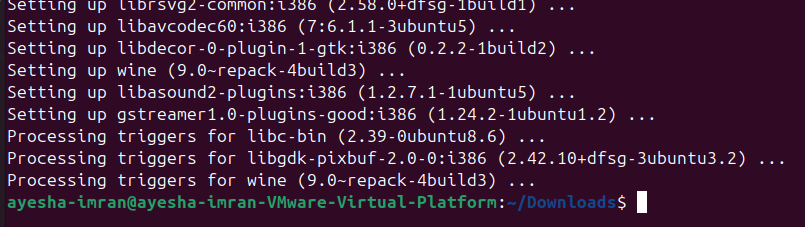 Setting up librsvg2-common:i386 (2.58.0+dfsg-1build1) ...
Setting up libavcodec60:i386 (7:6.1.1-3ubuntu5) ...
Setting up libdecor-0-plugin-1-gtk:i386 (0.2.2-1build2) ...
Setting up wine (9.0~repack-4build3) ...
Setting up libasound2-plugins:i386 (1.2.7.1-1ubuntu5) ...
Setting up gstreamer1.0-plugins-good:i386 (1.24.2-1ubuntu1.2) ...
Processing triggers for libc-bin (2.39-0ubuntu8.6) ...
Processing triggers for libgdk-pixbuf-2.0-0:i386 (2.42.10+dfsg-3ubuntu3.2) ...
Processing triggers for wine (9.0~repack-4build3) ...
ayesha-imran@ayesha-imran-VMware-Virtual-Platform:~/Downloads$